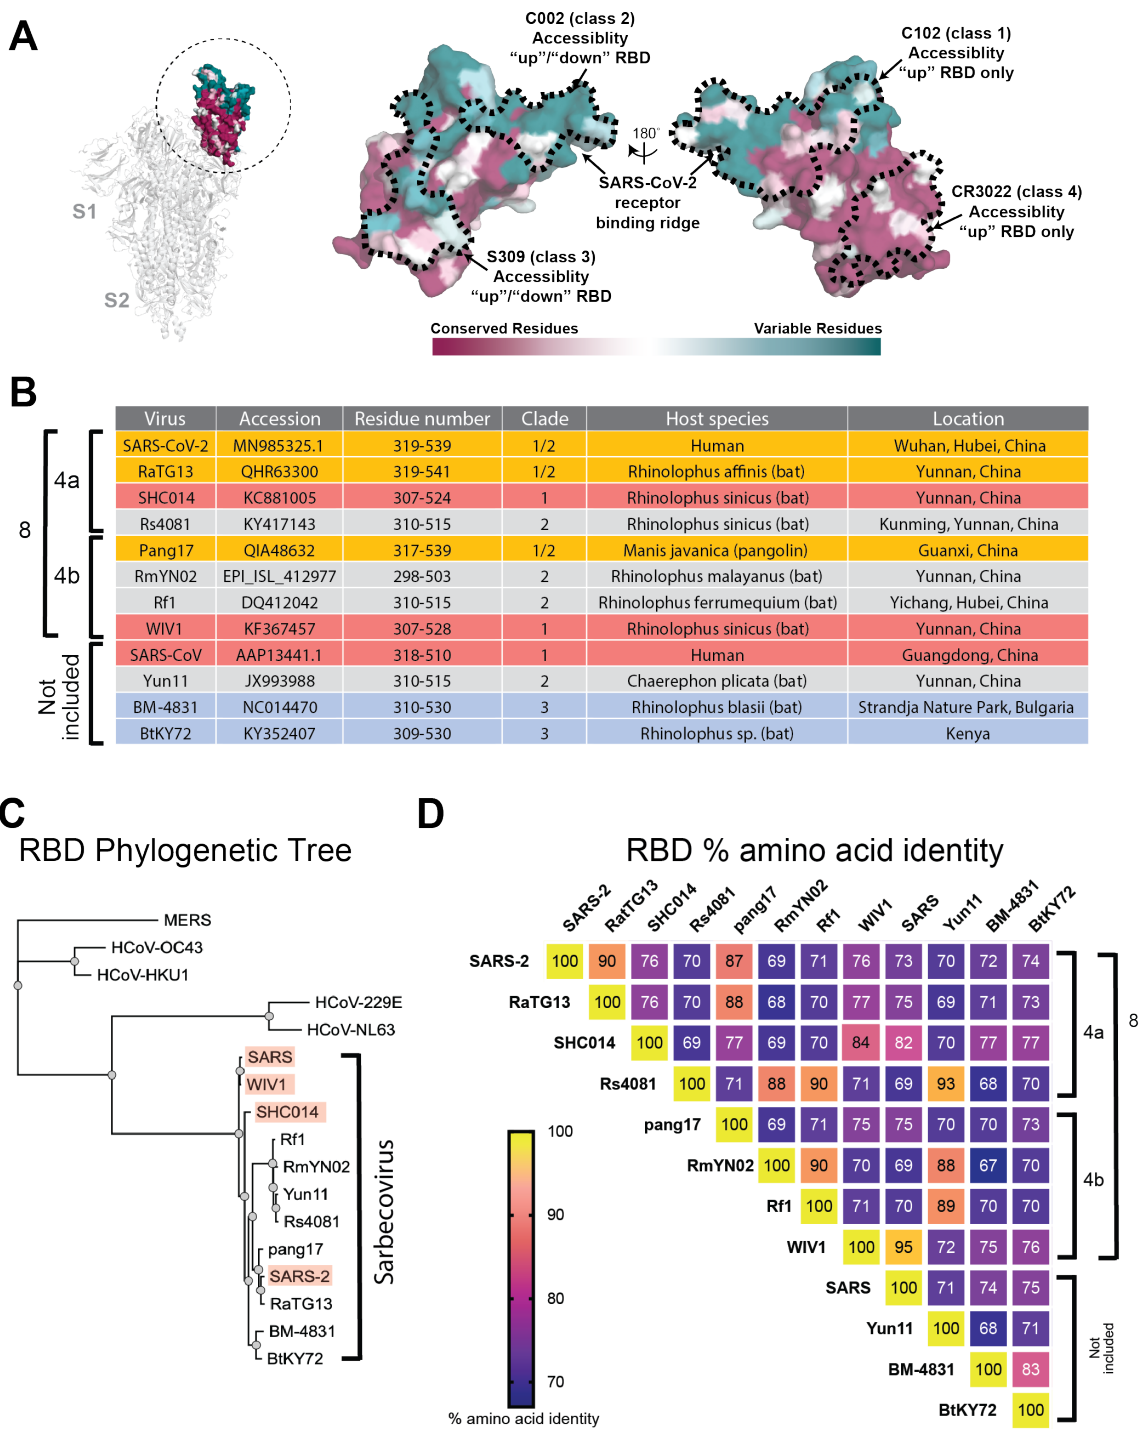 A
C002 (class 2)
Accessiblity
“up”/“down” RBD
C102 (class 1)
Accessiblity
“up” RBD only
180°
SARS-CoV-2
receptor
binding ridge
CR3022 (class 4)
Accessiblity
“up” RBD only
S309 (class 3)
Accessiblity
“up”/“down” RBD
S1
S2
Conserved Residues Variable Residues
B
Virus Accession Residue number Clade Host species Location
SARS-CoV-2 MN985325.1 319-539 1/2 Human Wuhan, Hubei, China
RaTG13 QHR63300 319-541 1/2 Rhinolophus affinis (bat) Yunnan, China
SHC014 KC881005 307-524 1 Rhinolophus sinicus (bat) Yunnan, China
Rs4081 KY417143 310-515 2 Rhinolophus sinicus (bat) Kunming, Yunnan, China
Pang17 QIA48632 317-539 1/2 Manis javanica (pangolin) Guanxi, China
RmYN02 EPI_ISL_412977 298-503 2 Rhinolophus malayanus (bat) Yunnan, China
Rf1 DQ412042 310-515 2 Rhinolophus ferrumequium (bat) Yichang, Hubei, China
WIV1 KF367457 307-528 1 Rhinolophus sinicus (bat) Yunnan, China
SARS-CoV AAP13441.1 318-510 1 Human Guangdong, China
Yun11 JX993988 310-515 2 Chaerephon plicata (bat) Yunnan, China
BM-4831 NC014470 310-530 3 Rhinolophus blasii (bat) Strandja Nature Park, Bulgaria
BtKY72 KY352407 309-530 3 Rhinolophus sp. (bat) Kenya
8
4a
4b
Not
included
C
RBD Phylogenetic Tree
MERS
HCoV-OC43
HCoV-HKU1
HCoV-229E
HCoV-NL63
SARS
WIV1
SHC014
Rf1
RmYN02
Yun11
Rs4081
pang17
SARS-2
RaTG13
BM-4831
BtKY72
Sarbecovirus
D
RBD % amino acid identity
SARS-2 RatTG13 SHC014 Rs4081 pang17 RmYN02 Rf1 WIV1 SARS Yun11 BM-4831 BtKY72
SARS-2 100 90 76 70 87 69 71 76 73 70 72 74
RaTG13 100 76 70 88 68 70 77 75 69 71 73
SHC014 100 69 77 69 70 84 82 70 77 77
Rs4081 100 71 88 90 71 69 93 68 70
pang17 100 69 71 75 75 70 70 73
RmYN02 100 90 70 69 88 67 70
Rf1 100 71 70 89 70 70
WIV1 100 95 72 75 76
SARS 100 71 74 75
Yun11 100 68 71
BM-4831 100 83
BtKY72 100
4a
4b
8
Not
included
100
90
80
70
% amino acid identity